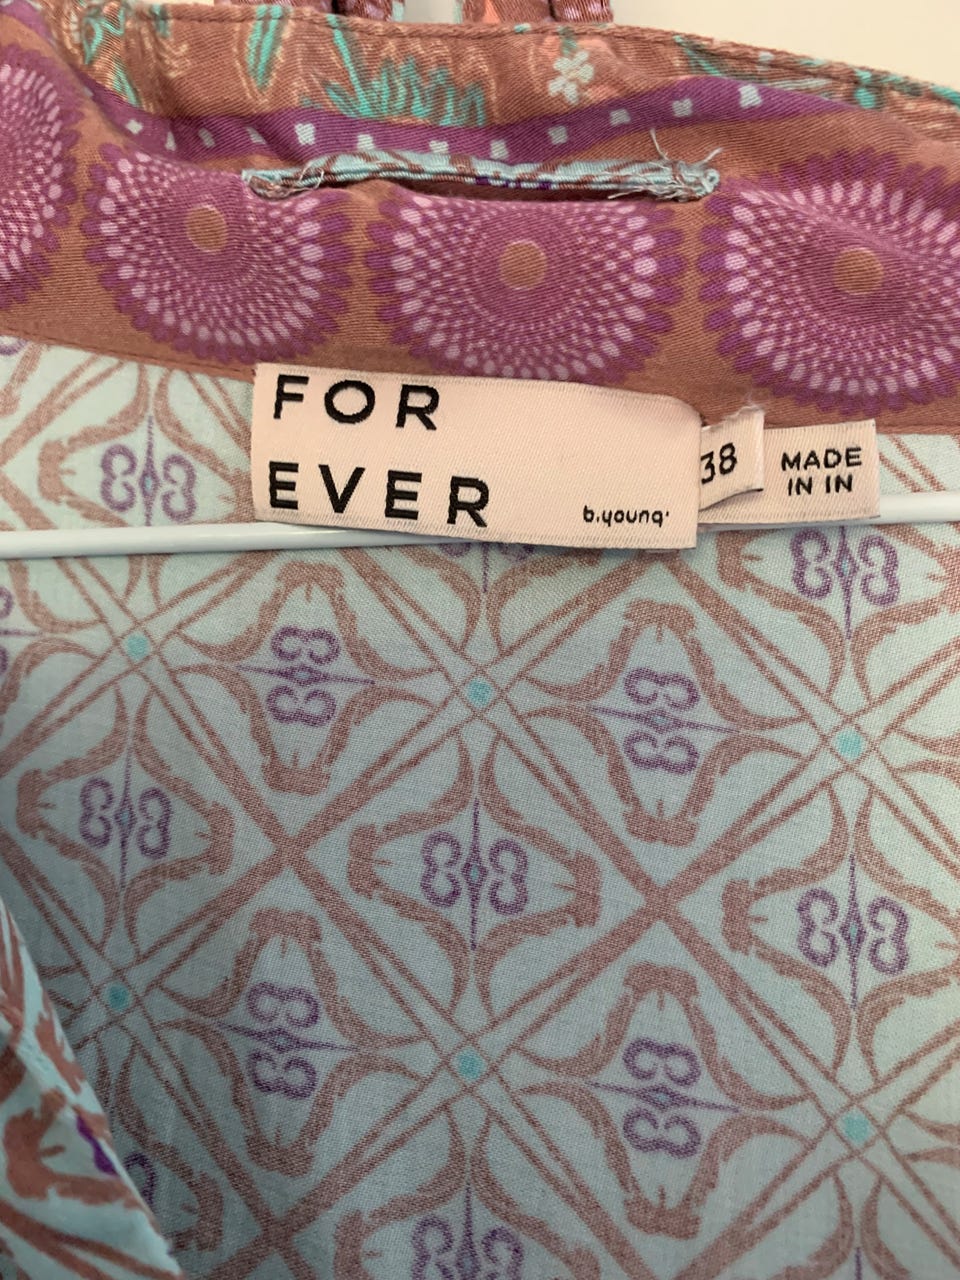 FOR
EVER
b.young
38
MADE
IN IN